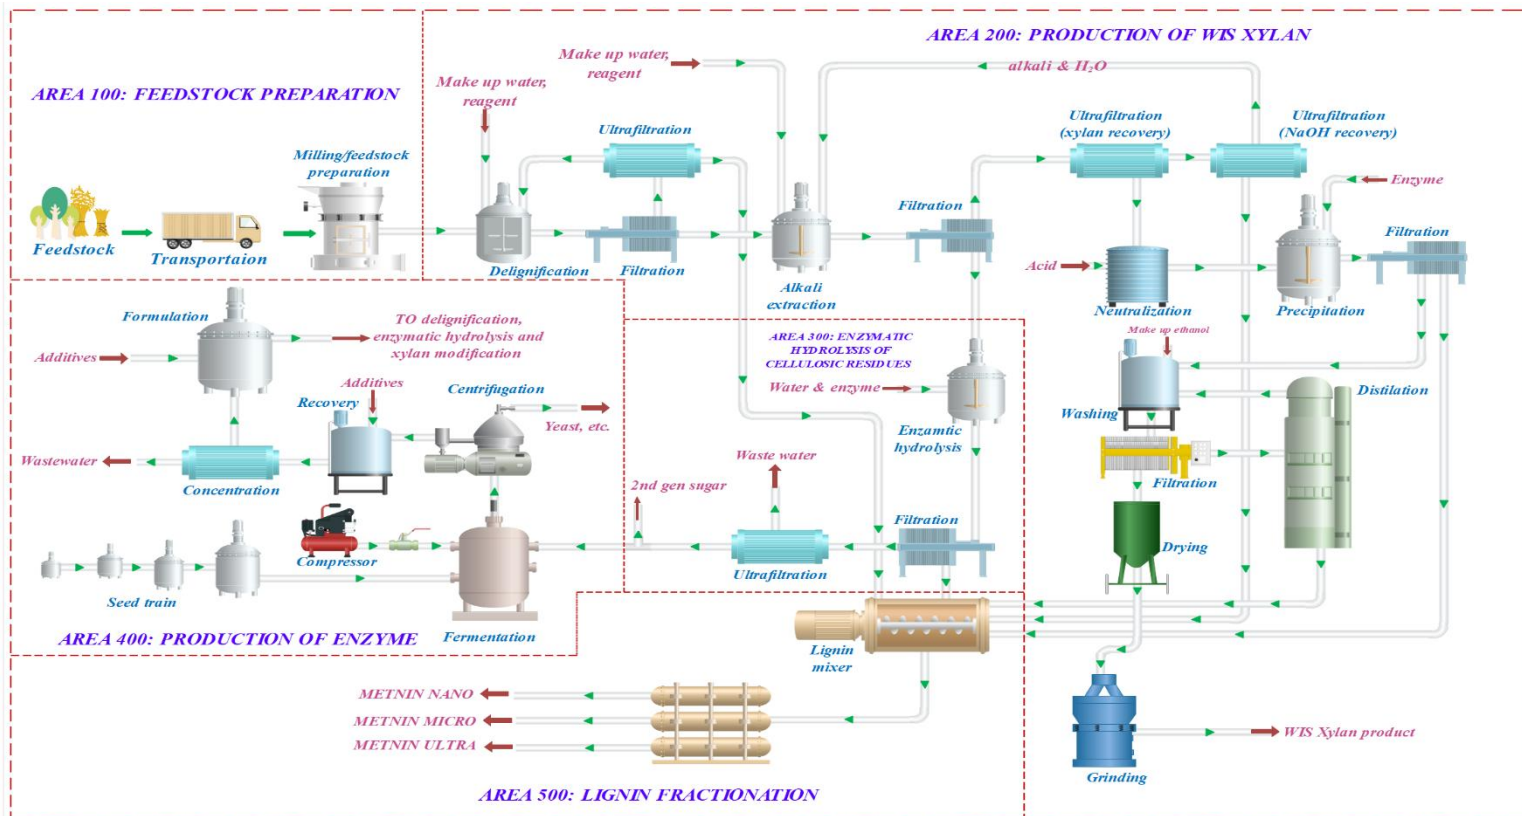 AREA 200: PRODUCTION OF WIS XYLAN
Make up water,
reagent
alkali & H₂O
Make up water,
reagent
AREA 100: FEEDSTOCK PREPARATION
Ultrafiltration
(xylan recovery)
Ultrafiltration
(NaOH recovery)
Ultrafiltration
Milling/feedstock
preparation
Enzyme
Filtration
Filtration
Feedstock
Transportaion
Delignification
Filtration
Alkali
extraction
Acid
Neutralization
Precipitation
Formulation
TO delignification,
enzymatic hydrolysis and
xylan modification
Additives
AREA 300: ENZYMATIC
HYDROLYSIS OF
CELLULOSIC RESIDUES
Make up ethanol
Additives
Centrifugation
Water & enzyme
Distilation
Recovery
Washing
Yeast, etc.
Enzamtic
hydrolysis
Wastewater
Concentration
Waste water
2nd gen sugar
Filtration
Filtration
Compressor
Ultrafiltration
Drying
Seed train
Fermentation
AREA 400: PRODUCTION OF ENZYME
Lignin
mixer
METNIN NANO
METNIN MICRO
METNIN ULTRA
WIS Xylan product
Grinding
AREA 500: LIGNIN FRACTIONATION